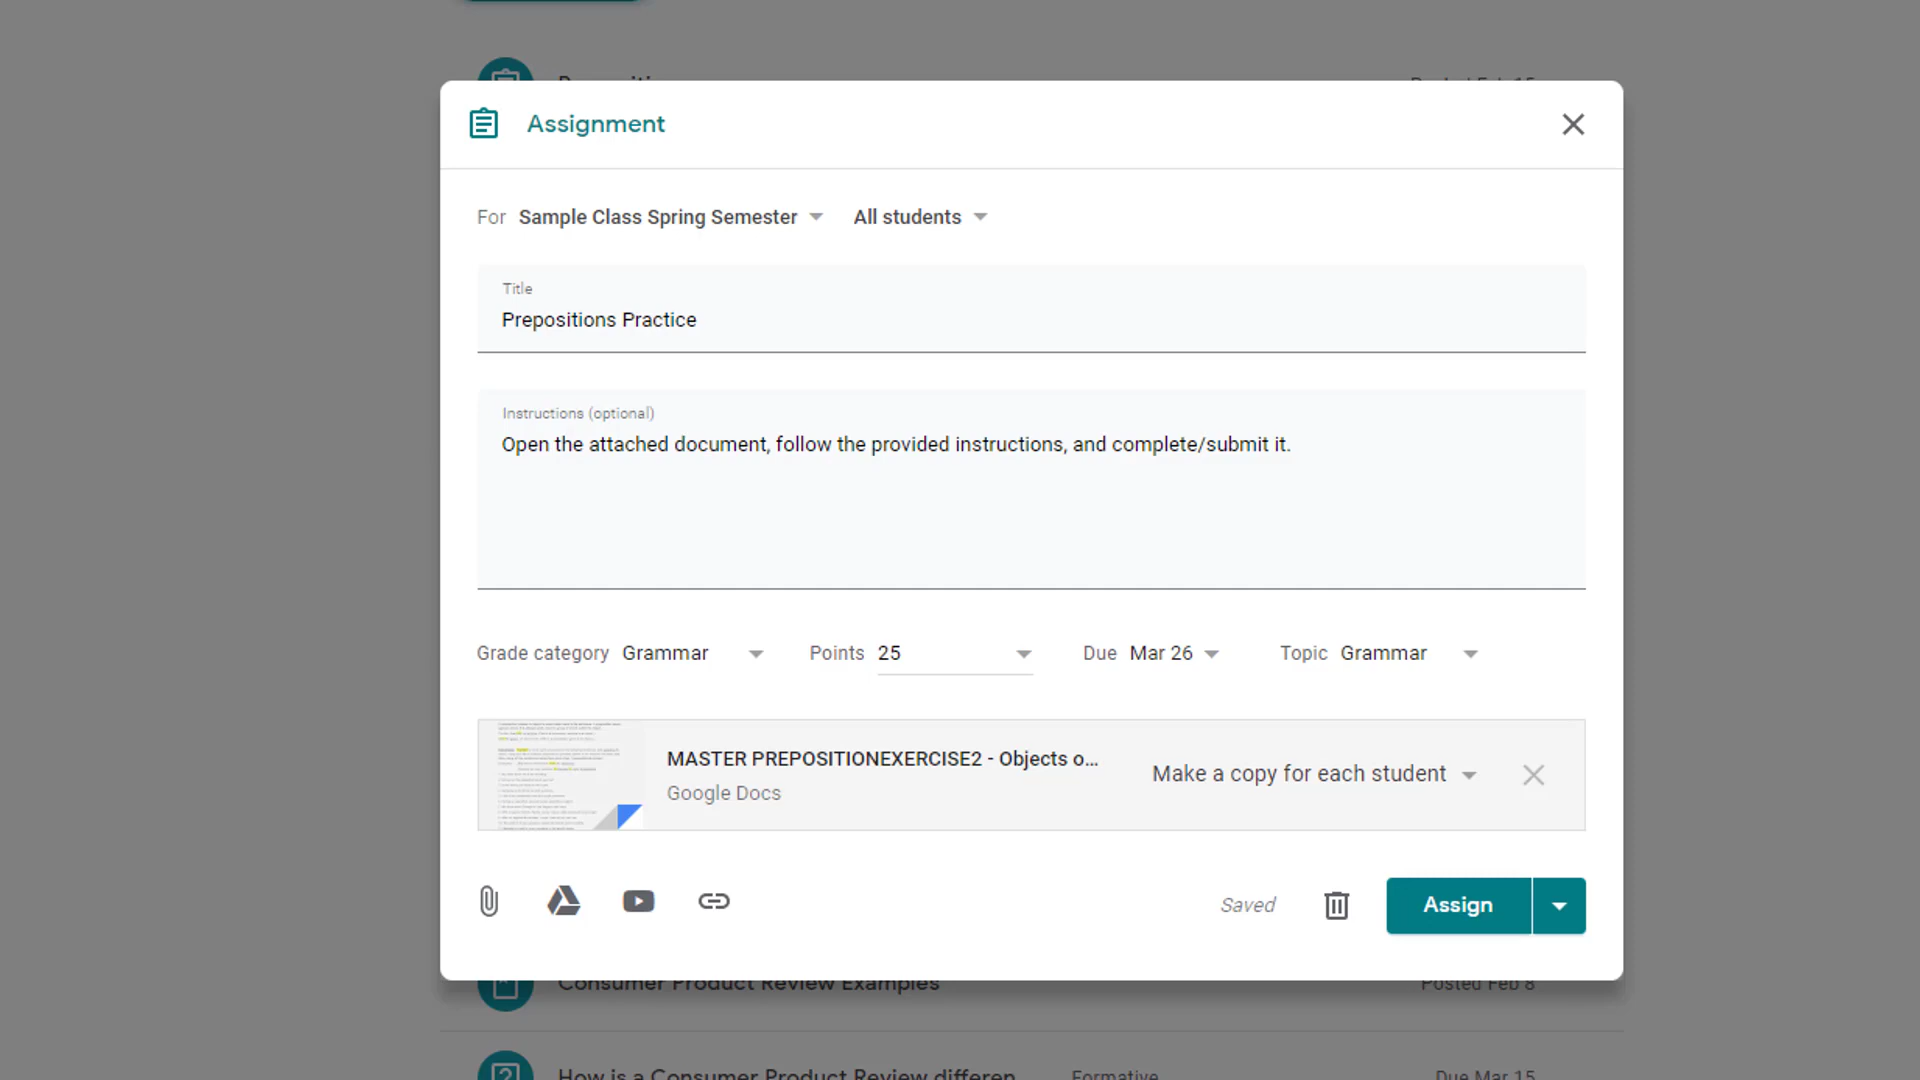 Assignment
For Sample Class Spring Semester All students
Title
Prepositions Practice
Instructions (optional)
Open the attached document, follow the provided instructions, and complete/submit it.
Grade category Grammar Points 25 Due Mar 26 Topic Grammar
MASTER PREPOSITIONEXERCISE2 - Objects o...
Google Docs
Make a copy for each student
Saved
Assign
Consumer Product Review Examples Posted Feb 8
How is a Consumer Product Review differen Formative Due Mar 15